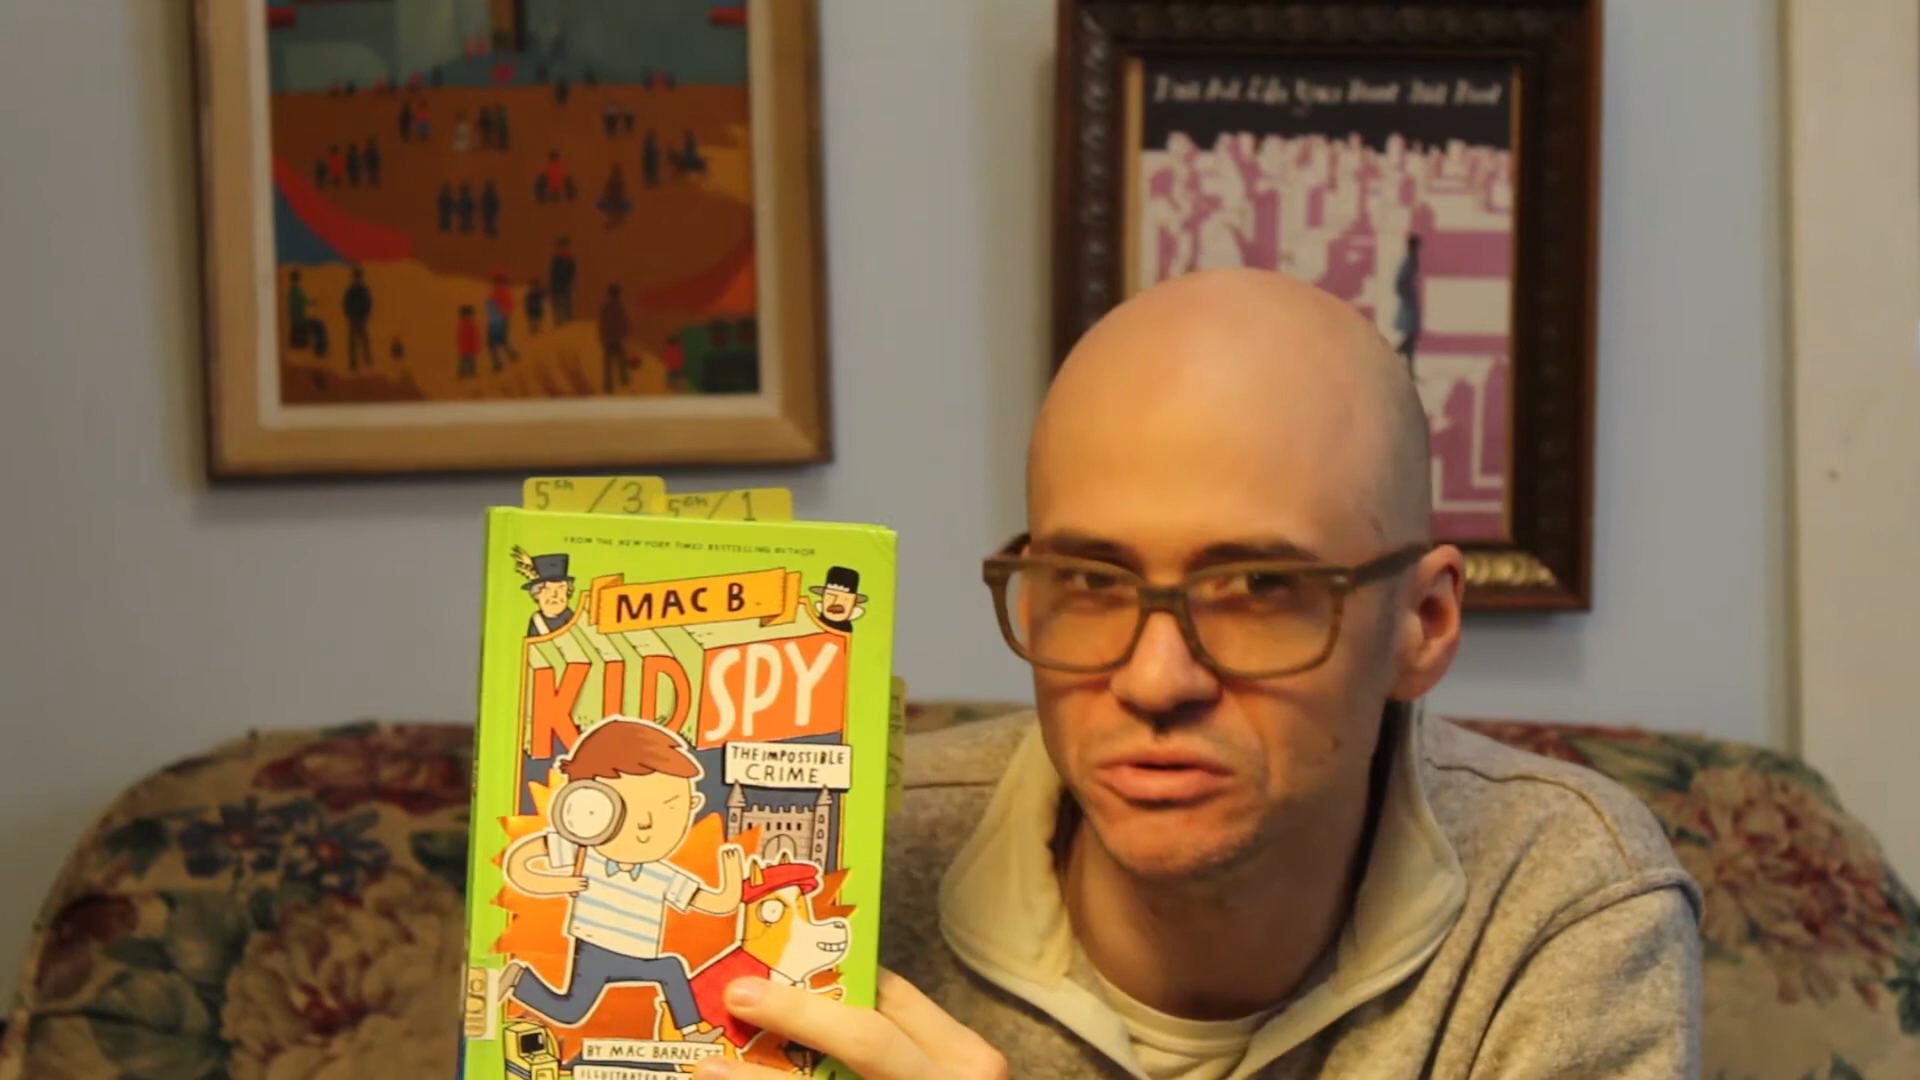 5th / 3
5th / 1
FROM THE NEW YORK TIMES BESTSELLING AUTHOR
MAC B.
KID SPY
THE IMPOSSIBLE
CRIME
BY MAC BARNETT
ILLUSTRATED